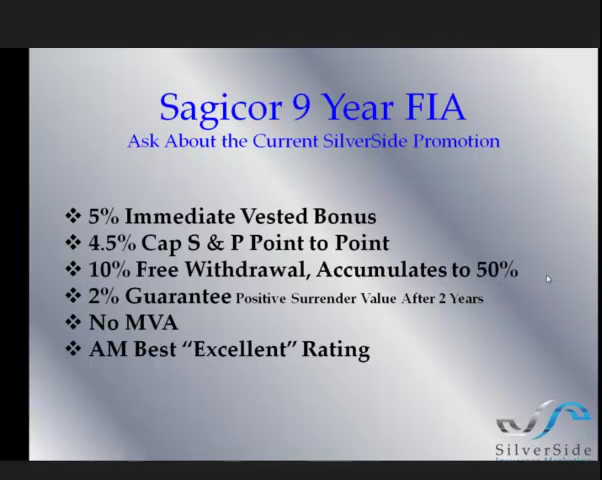 Sagicor 9 Year FIA
Ask About the Current SilverSide Promotion
❖ 5% Immediate Vested Bonus
❖ 4.5% Cap S & P Point to Point
❖ 10% Free Withdrawal, Accumulates to 50%
❖ 2% Guarantee Positive Surrender Value After 2 Years
❖ No MVA
❖ AM Best “Excellent” Rating
SilverSide